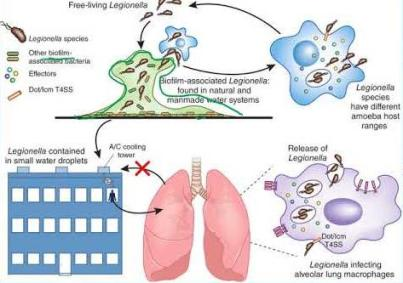 Free-living Legionella
Legionella species
Other biofilm-
associated bacteria
Effectors
Dot/Icm T4SS
Biofilm-associated Legionella:
found in natural and
manmade water systems
Legionella
species
have different
amoeba host
ranges
Legionella contained
in small water droplets
A/C cooling
tower
Release of
Legionella
Dot/Icm
T4SS
Legionella infecting
alveolar lung macrophages